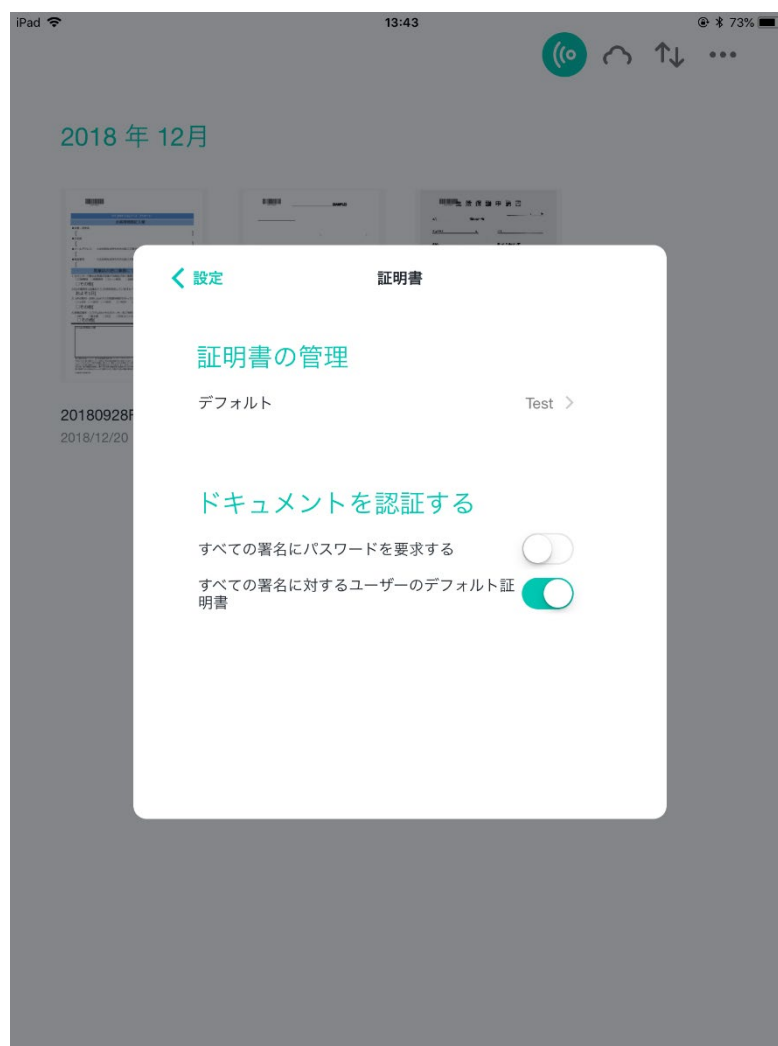 iPad 13:43 73%
2018 年 12月
設定 証明書
証明書の管理
デフォルト Test
20180928F
2018/12/20
ドキュメントを認証する
すべての署名にパスワードを要求する
すべての署名に対するユーザーのデフォルト証
明書